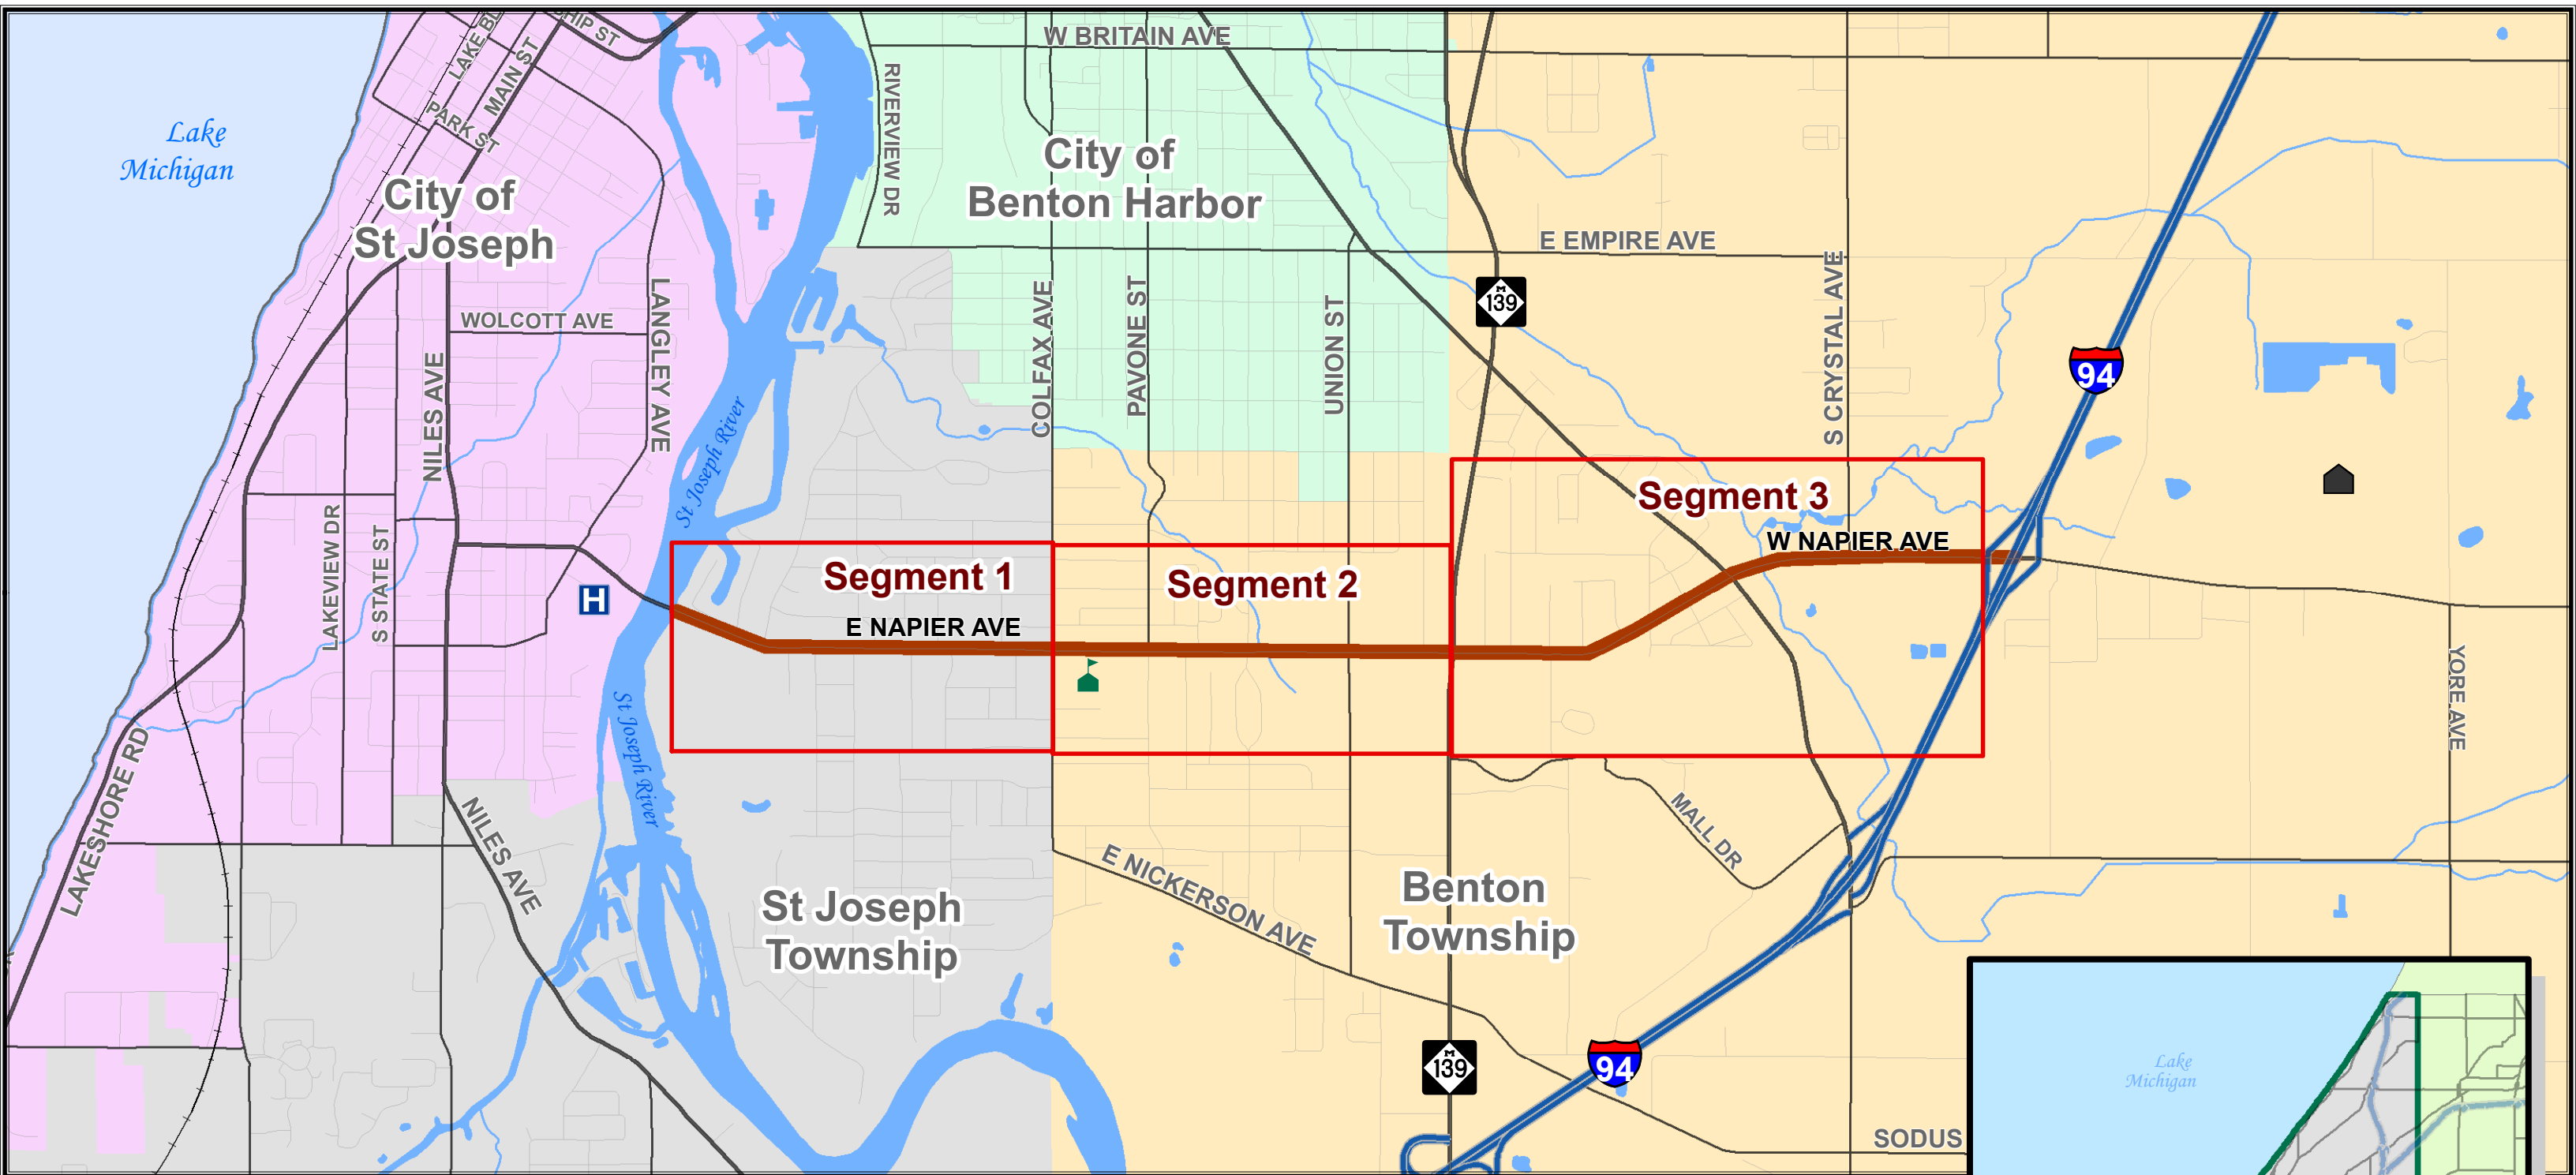 LAKE BL
SHIP ST
MAIN ST
PARK ST
W BRITAIN AVE
RIVERVIEW DR
Lake
Michigan
City of
St Joseph
City of
Benton Harbor
E EMPIRE AVE
M
139
WOLCOTT AVE
NILES AVE
LANGLEY AVE
COLFAX AVE
PAVONE ST
UNION ST
S CRYSTAL AVE
94
St Joseph River
LAKEVIEW DR
S STATE ST
H
Segment 1
Segment 2
Segment 3
E NAPIER AVE
W NAPIER AVE
YORE AVE
St Joseph River
LAKESHORE RD
NILES AVE
MALL DR
E NICKERSON AVE
St Joseph
Township
Benton
Township
M
139
94
SODUS
Lake
Michigan